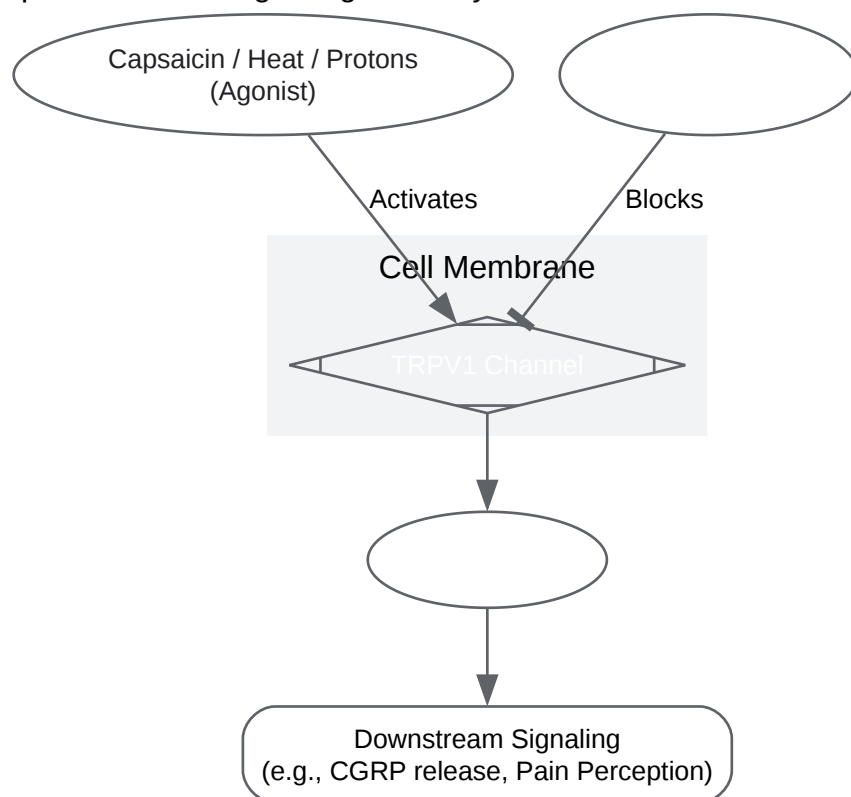 Capsaicin / Heat / Protons
(Agonist)
Activates
Blocks
Cell Membrane
TRPV1 Channel
Downstream Signaling
(e.g., CGRP release, Pain Perception)